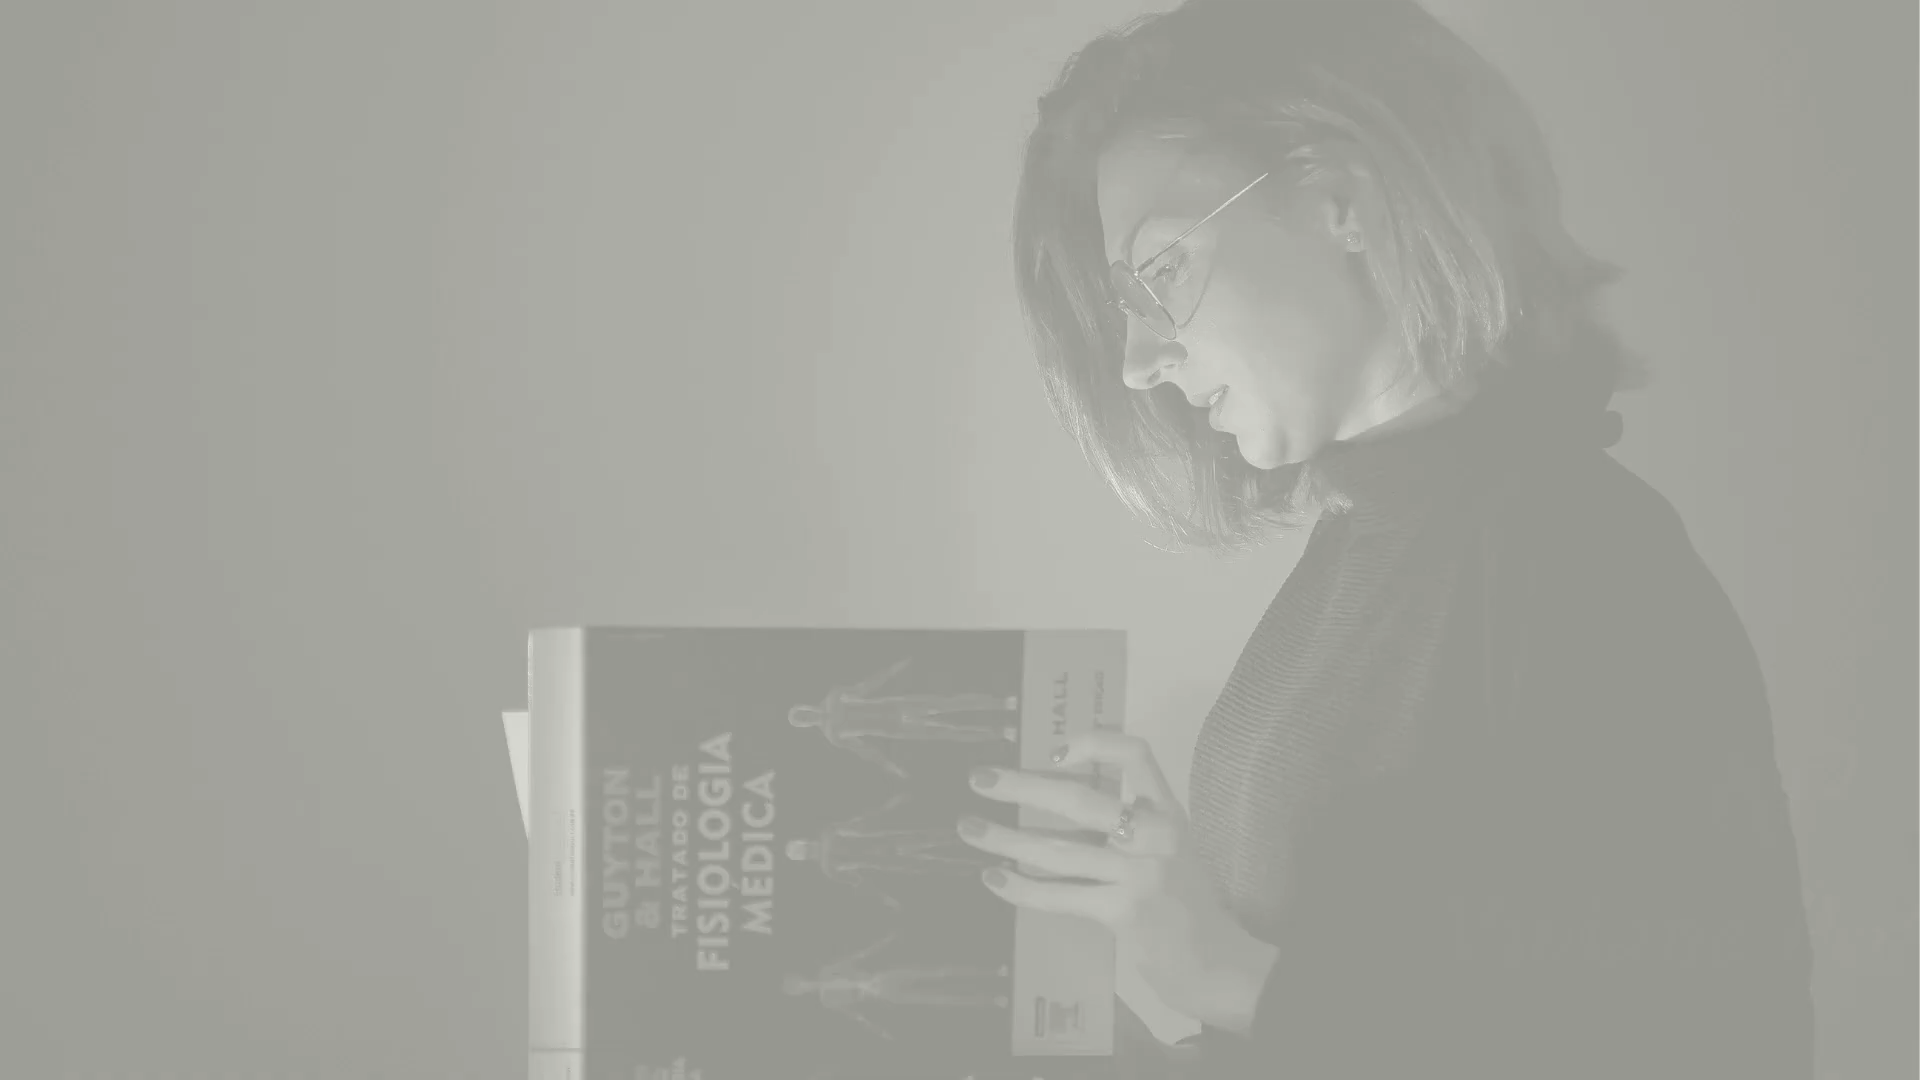 GUYTON
& HALL
TRATADO DE
FISIOLOGIA
MÉDICA
HALL